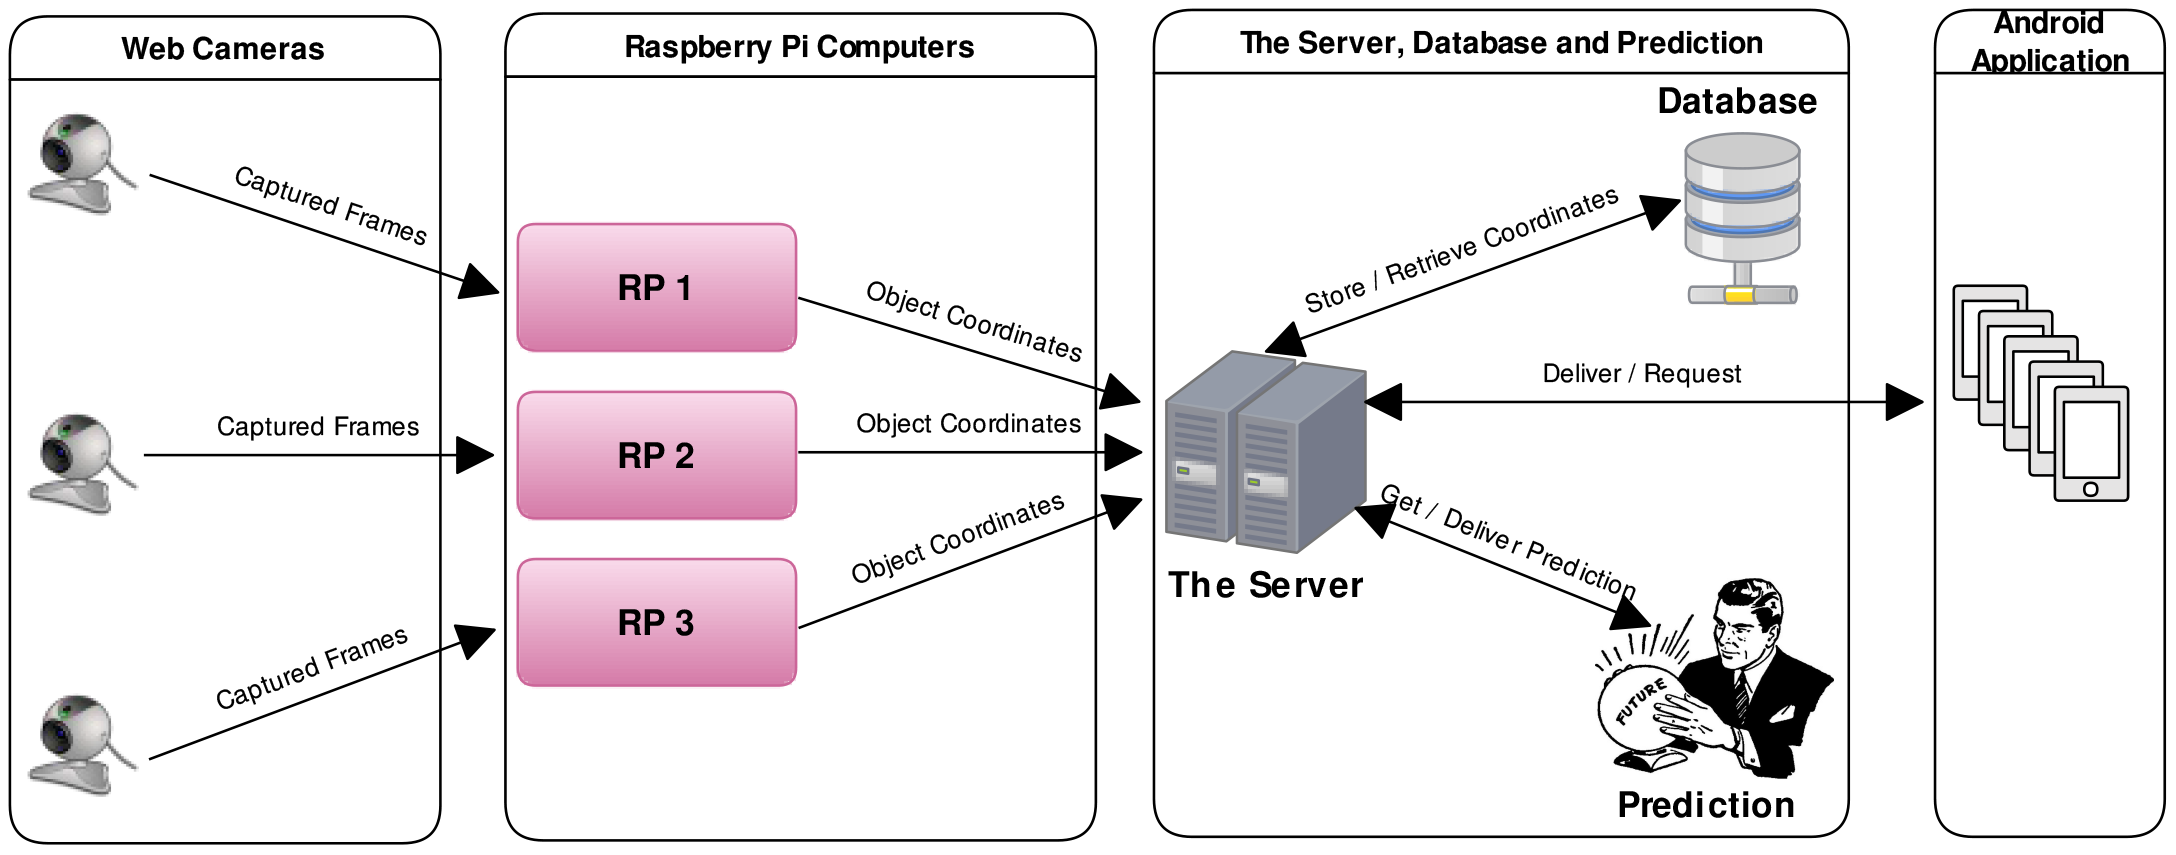 Web Cameras
Captured Frames
Captured Frames
Captured Frames
Raspberry Pi Computers
RP 1
RP 2
RP 3
Object Coordinates
Object Coordinates
Object Coordinates
The Server, Database and Prediction
Database
Store / Retrieve Coordinates
Deliver / Request
Get / Deliver Prediction
The Server
FUTURE
Prediction
Android
Application